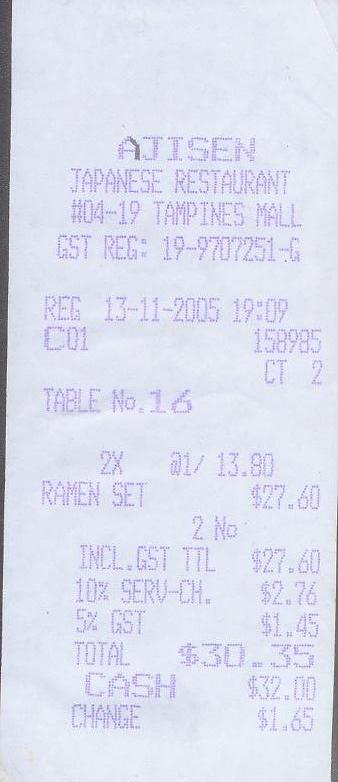 AJISEN
JAPANESE RESTAURANT
#04-19 TAMPINES MALL
GST REG: 19-9707251-G
REG 13-11-2005 19:09
C01 158985
CT 2
TABLE No.16
2X @1/ 13.80
RAMEN SET $27.60
2 No
INCL.GST TTL $27.60
10% SERV-CH. $2.76
5% GST $1.45
TOTAL $30.35
CASH $32.00
CHANGE $1.65